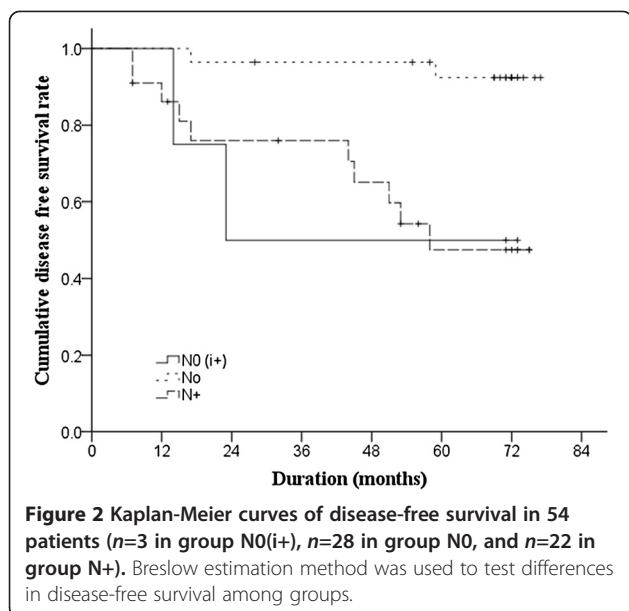 1.0
0.8
0.6
0.4
0.2
0.0
Cumulative disease free survival rate
N0 (i+)
No
N+
0 12 24 36 48 60 72 84
Duration (months)
Figure 2 Kaplan-Meier curves of disease-free survival in 54
patients (n=3 in group N0(i+), n=28 in group N0, and n=22 in
group N+). Breslow estimation method was used to test differences
in disease-free survival among groups.